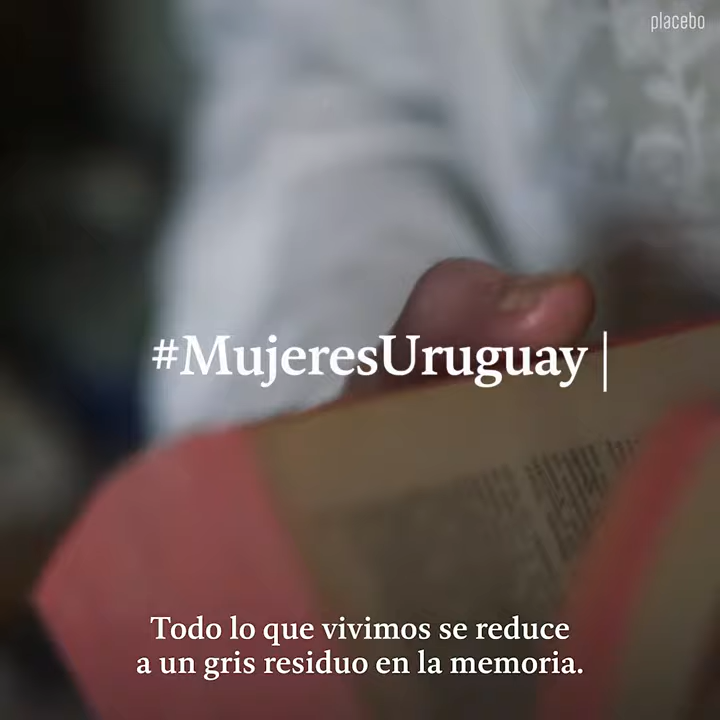 placebo
#MujeresUruguay |
Todo lo que vivimos se reduce
a un gris residuo en la memoria.